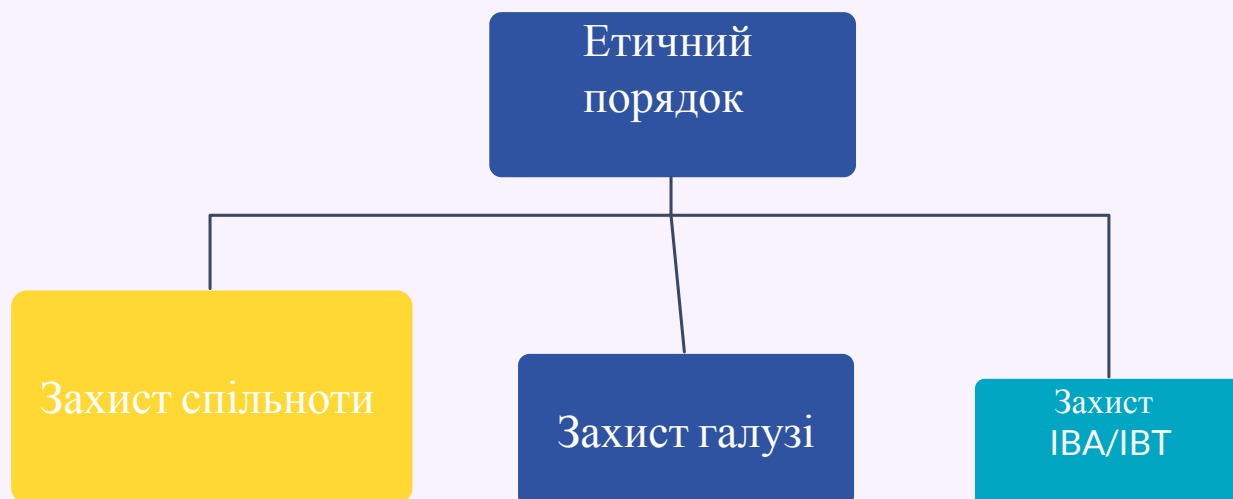 Етичний
порядок
Захист спільноти
Захист галузі
Захист
IBA/IBT